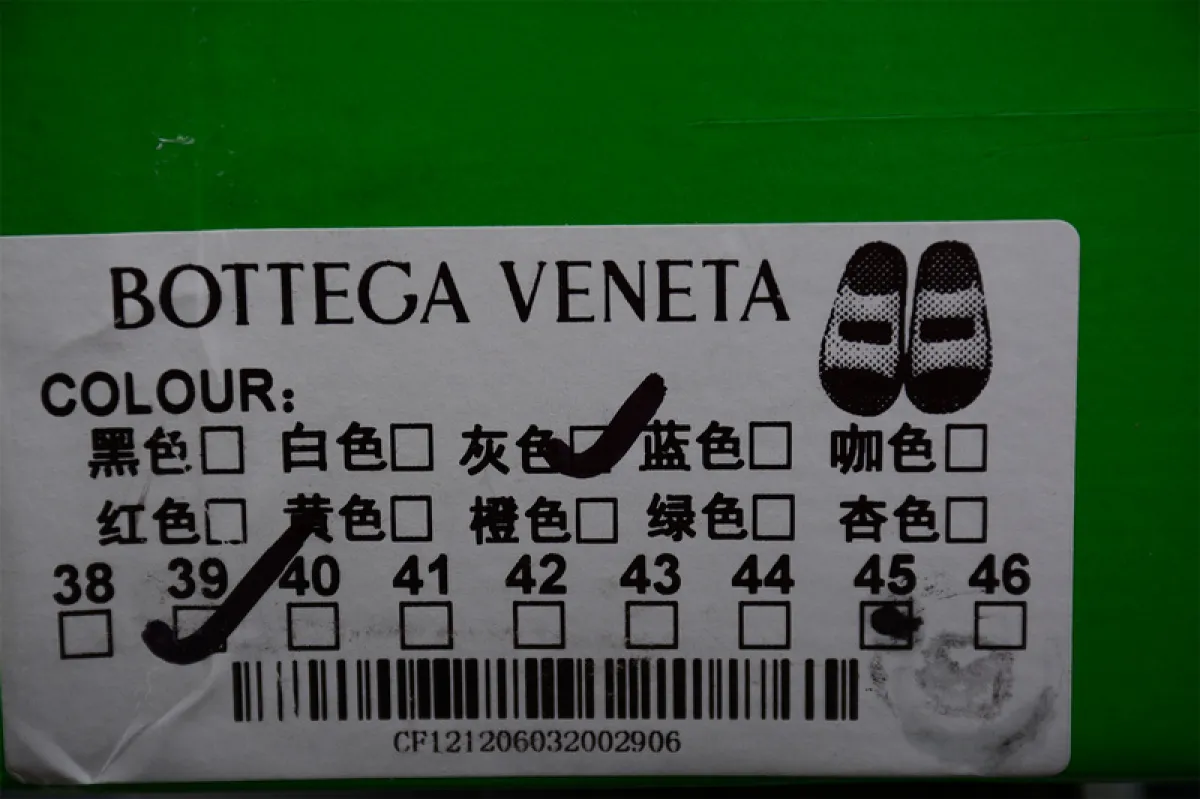 BOTTEGA VENETA
COLOUR:
黑色□ 白色□ 灰色□ 蓝色□ 咖色□
红色□ 黄色□ 橙色□ 绿色□ 杏色□
38 39 40 41 42 43 44 45 46
CF121206032002906